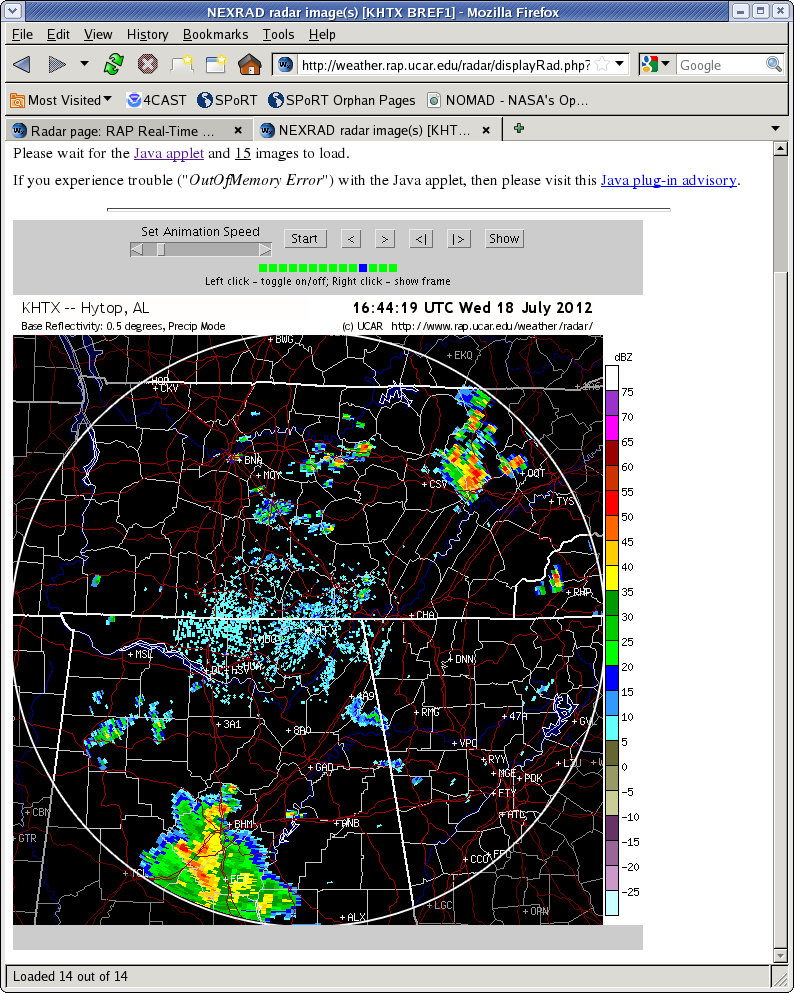 NEXRAD radar image(s) [KHTX BREF1] - Mozilla Firefox
File Edit View History Bookmarks Tools Help
http://weather.rap.ucar.edu/radar/displayRad.php? Google
Most Visited 4CAST SPoRT SPoRT Orphan Pages NOMAD - NASA's Op...
Radar page: RAP Real-Time ... NEXRAD radar image(s) [KHT...
Please wait for the Java applet and 15 images to load.
If you experience trouble ("OutOfMemory Error") with the Java applet, then please visit this Java plug-in advisory.
Set Animation Speed
Start < > <| |> Show
Left click - toggle on/off; Right click - show frame
KHTX -- Hytop, AL 16:44:19 UTC Wed 18 July 2012
Base Reflectivity: 0.5 degrees, Precip Mode (c) UCAR http://www.rap.ucar.edu/weather/radar/
+BWG
+EKQ
dBZ
+CKV
75
70
65
+BNA
60
+MQY
+CSV
+OQT
55
+TYS
50
45
40
35
+RHP
30
+CHA
25
+MSL
+DNN
20
15
+4A9
10
+RMG
+47A
+3A1
+8A0
5
+VPC
+RYY
0
+GAD
+MGE
+PDK
-5
+FTY
+CBM
+ATL
-10
+BHM
+ANB
+GTR
-15
+CCO
-20
-25
+LGC
+OPN
+ALX
Loaded 14 out of 14